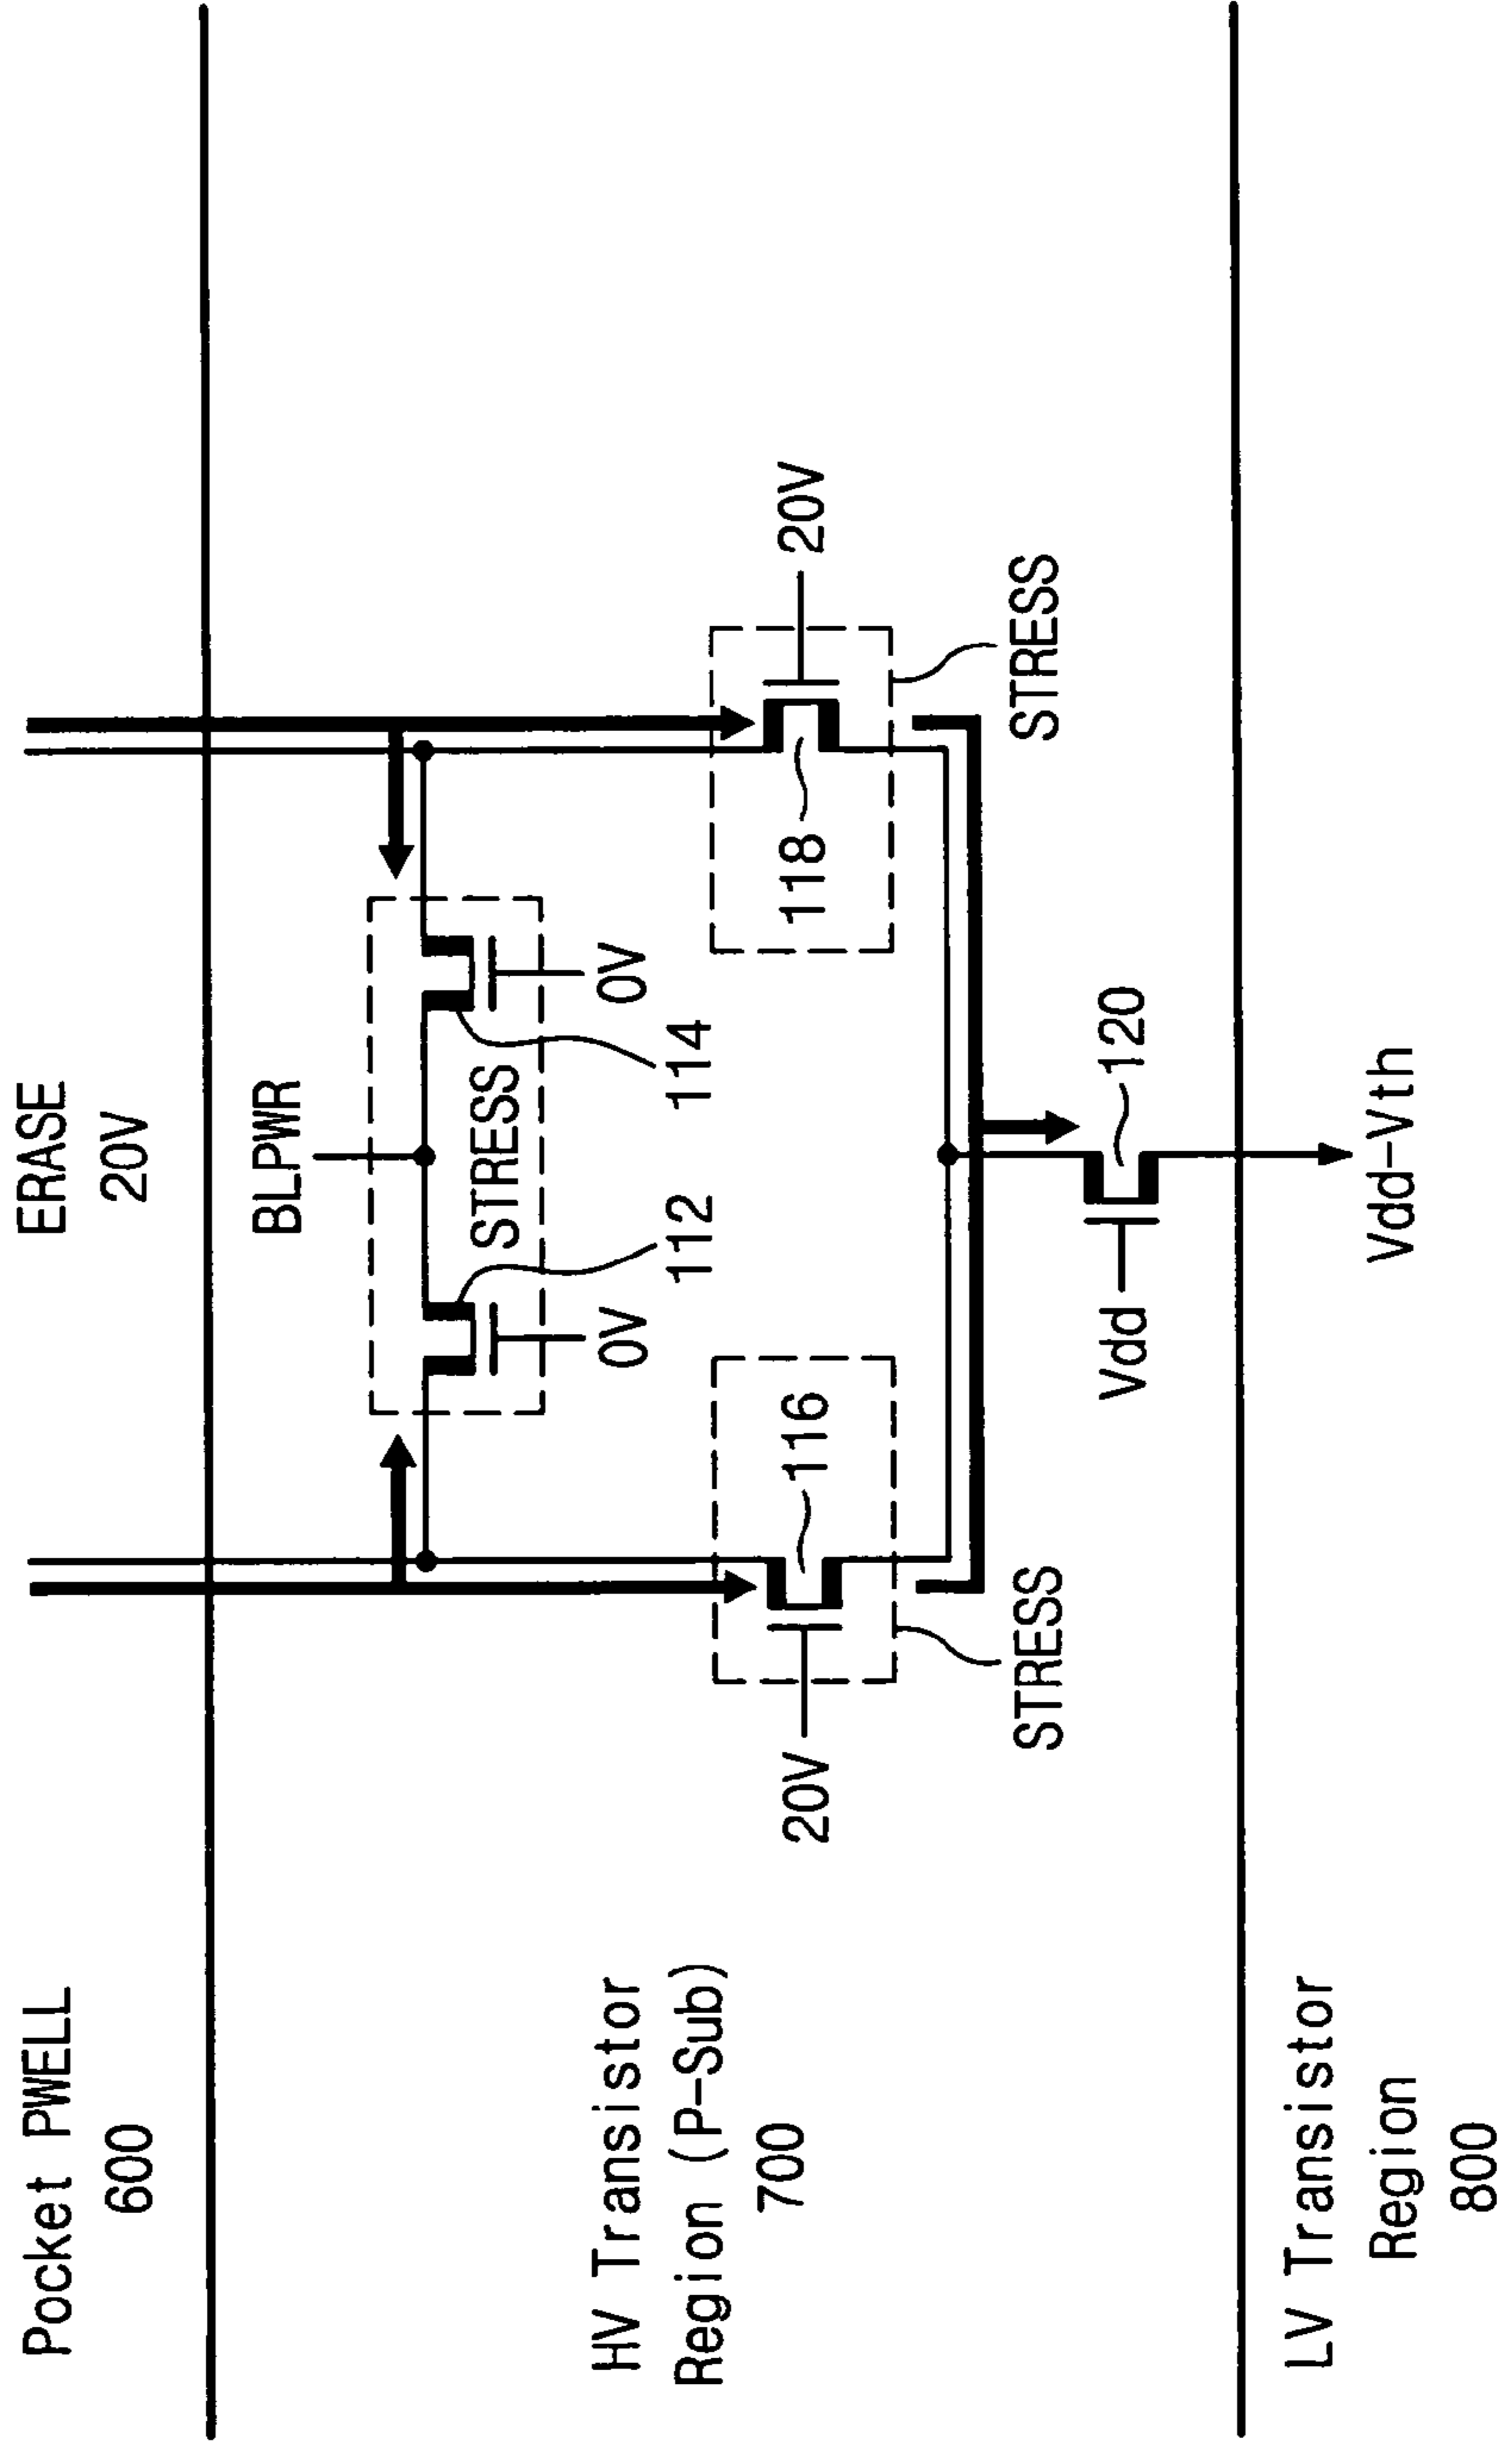 Pocket PWELL
600
ERASE
20V
BLPWR
STRESS
0V
0V
112
114
HV Transistor
Region (P-Sub)
700
20V
116
118
20V
STRESS
STRESS
Vdd
120
LV Transistor
Region
800
Vdd-Vth